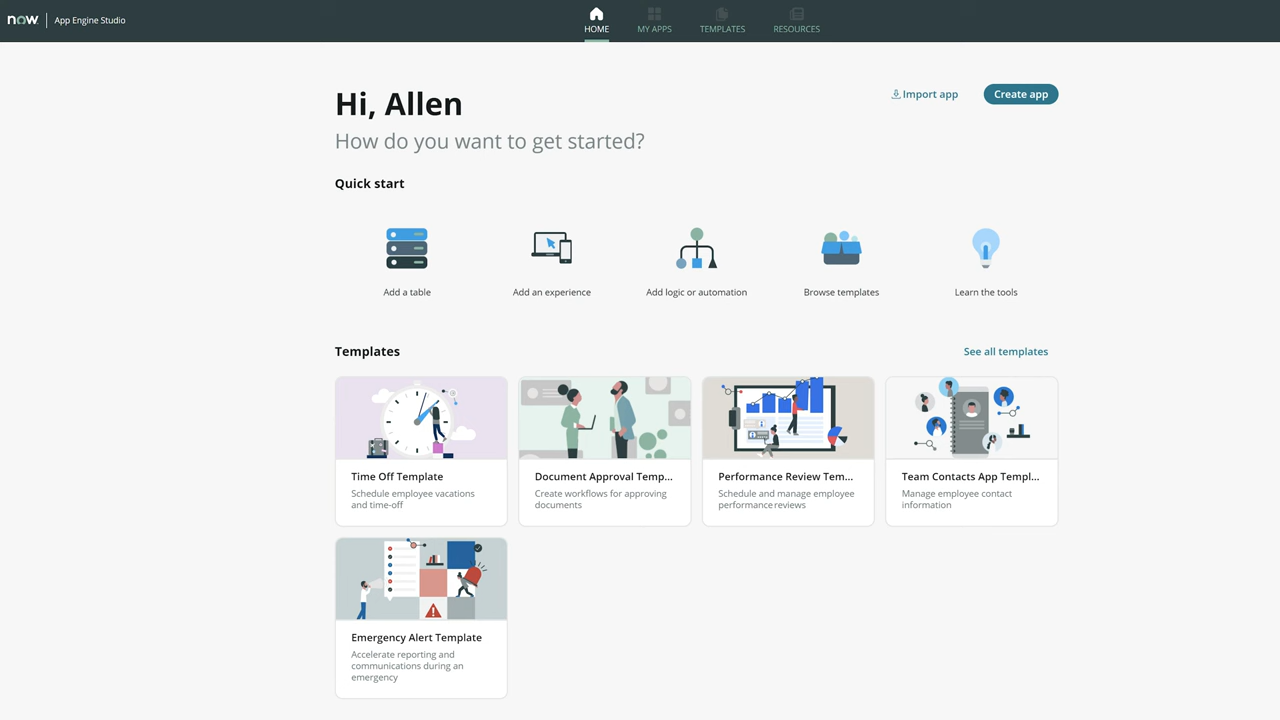 now. App Engine Studio
HOME
MY APPS
TEMPLATES
RESOURCES
Hi, Allen
Import app
Create app
How do you want to get started?
Quick start
Add a table
Add an experience
Add logic or automation
Browse templates
Learn the tools
Templates
See all templates
Time Off Template
Schedule employee vacations
and time-off
Document Approval Temp...
Create workflows for approving
documents
Performance Review Tem...
Schedule and manage employee
performance reviews
Team Contacts App Templ...
Manage employee contact
information
Emergency Alert Template
Accelerate reporting and
communications during an
emergency